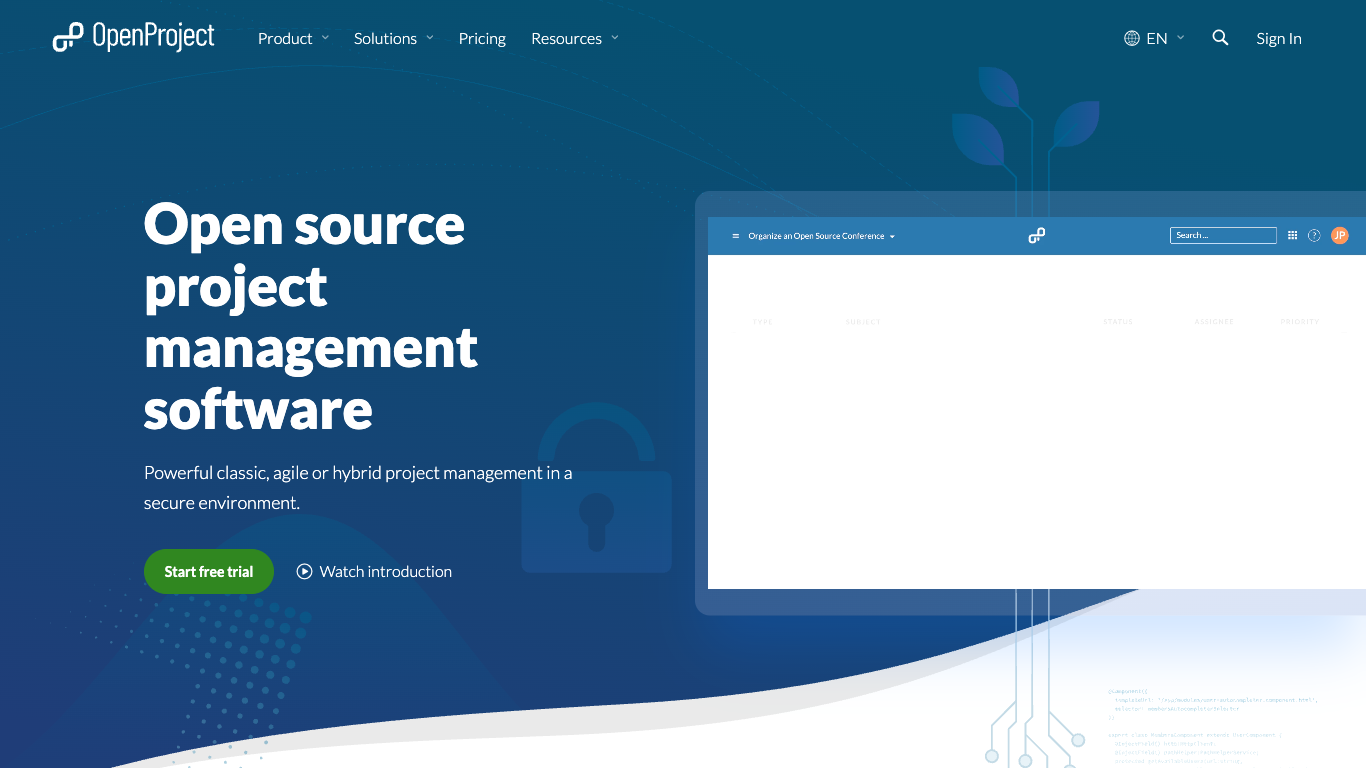 OpenProject
Product
Solutions
Pricing
Resources
EN
Sign In
Open source
project
management
software
Powerful classic, agile or hybrid project management in a
secure environment.
Start free trial
Watch introduction
Organize an Open Source Conference
Search ...
?
JP
TYPE
SUBJECT
STATUS
ASSIGNEE
PRIORITY
@Component({